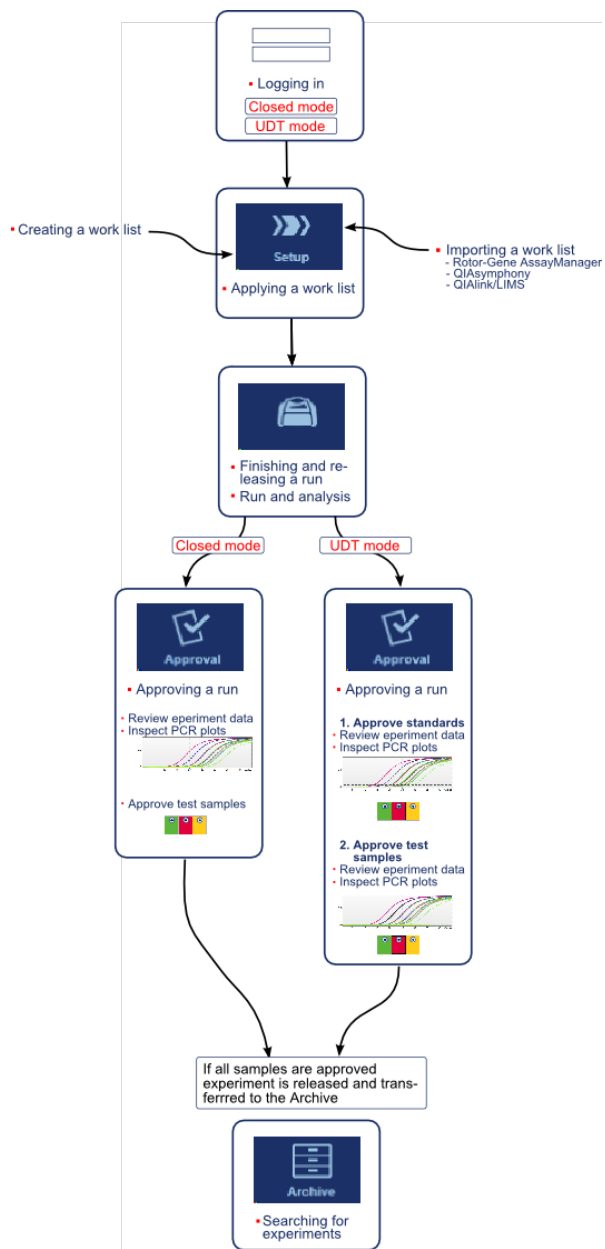 Logging in
Closed mode
UDT mode
Creating a work list
Setup
Applying a work list
Importing a work list
- Rotor-Gene AssayManager
- QIAsymphony
- QIAlink/LIMS
Finishing and re-
leasing a run
Run and analysis
Closed mode
UDT mode
Approval
Approving a run
Review eperiment data
Inspect PCR plots
Approve test samples
Approval
Approving a run
1. Approve standards
Review eperiment data
Inspect PCR plots
2. Approve test
samples
Review eperiment data
Inspect PCR plots
If all samples are approved
experiment is released and trans-
ferrred to the Archive
Archive
Searching for
experiments